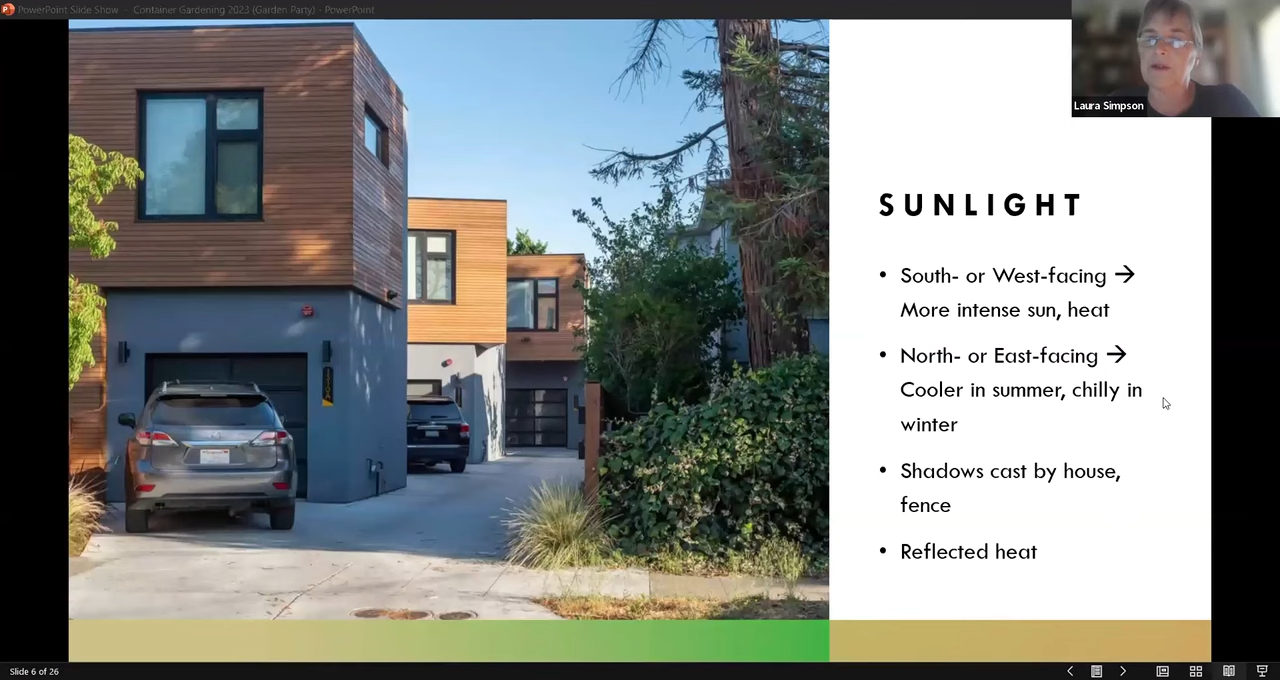 PowerPoint Slide Show - Container Gardening 2023 (Garden Party) - PowerPoint
Laura Simpson
SUNLIGHT
• South- or West-facing →
More intense sun, heat
• North- or East-facing →
Cooler in summer, chilly in
winter
• Shadows cast by house,
fence
• Reflected heat
Slide 6 of 26